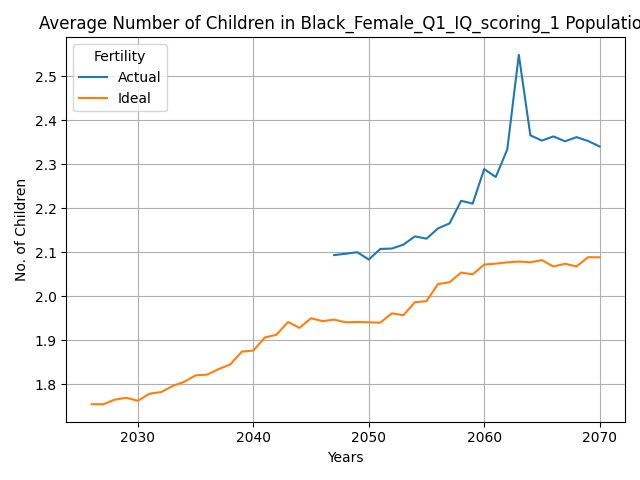 Average Number of Children in Black_Female_Q1_IQ_scoring_1 Populatio
Fertility
Actual
Ideal
2.5
2.4
2.3
2.2
2.1
2.0
1.9
1.8
No. of Children
2030 2040 2050 2060 2070
Years